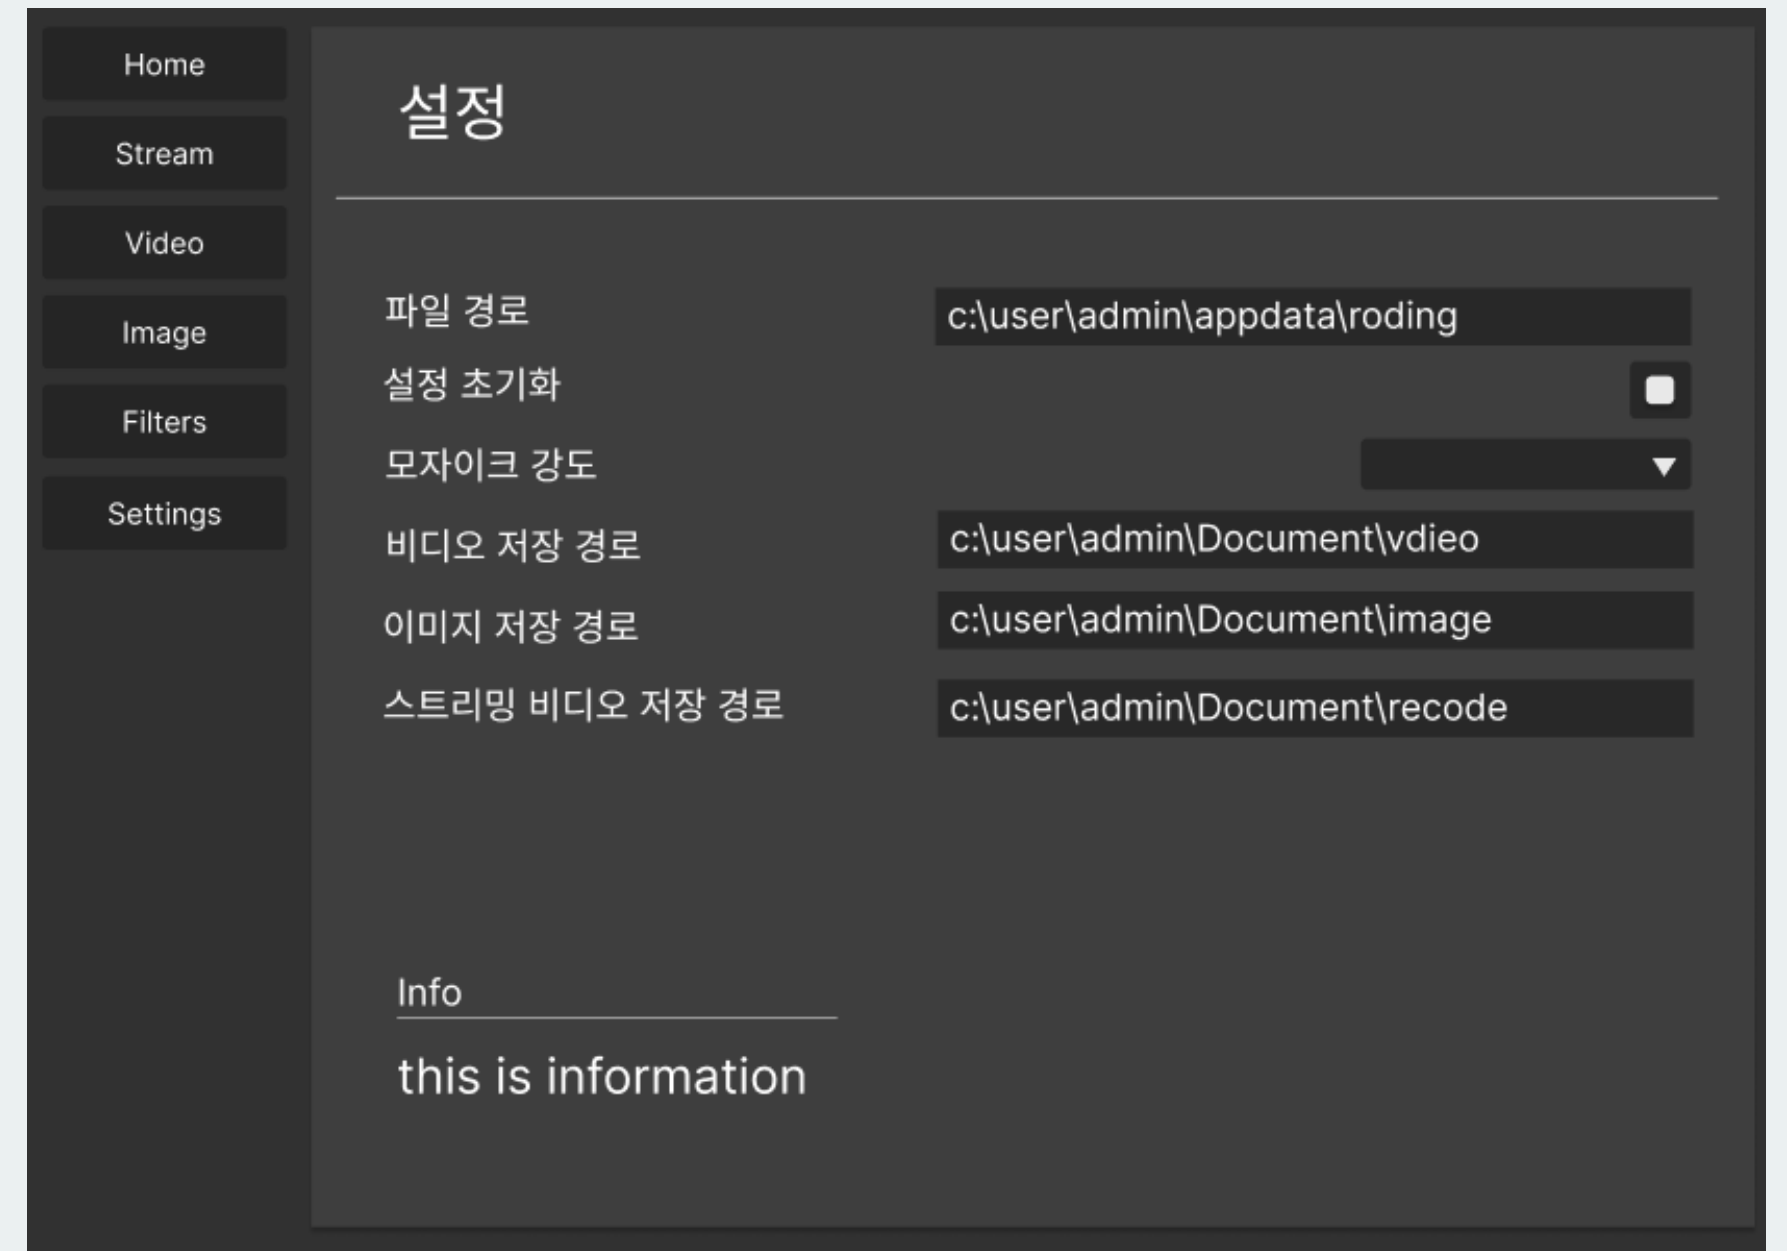 Home
Stream
Video
Image
Filters
Settings
설정
파일 경로 c:\user\admin\appdata\roding
설정 초기화
모자이크 강도
비디오 저장 경로 c:\user\admin\Document\vdieo
이미지 저장 경로 c:\user\admin\Document\image
스트리밍 비디오 저장 경로 c:\user\admin\Document\recode
Info
this is information